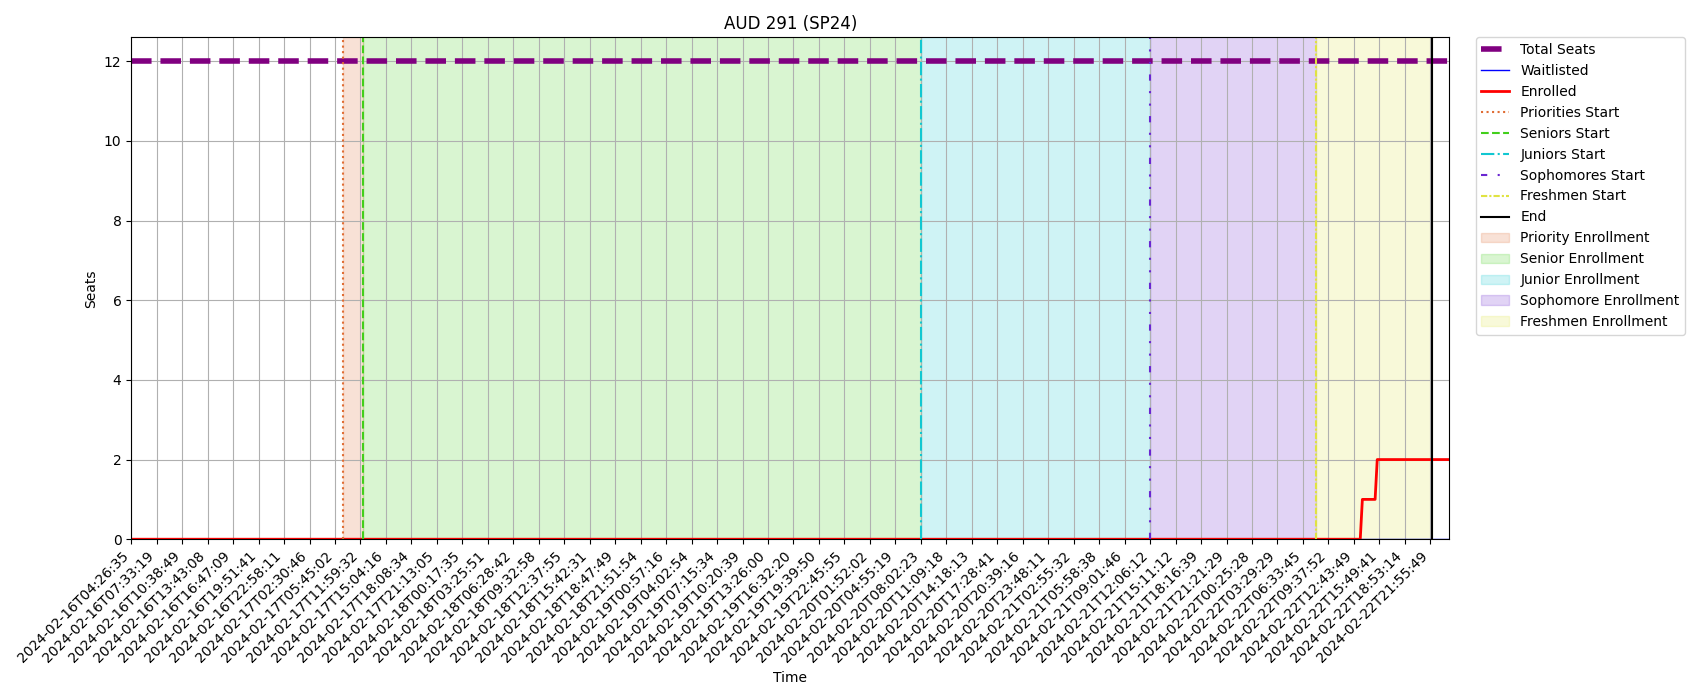 AUD 291 (SP24)
Seats
12
10
8
6
4
2
0
2024-02-16T04:26:35
2024-02-16T07:33:19
2024-02-16T10:38:49
2024-02-16T13:43:08
2024-02-16T16:47:09
2024-02-16T19:51:41
2024-02-16T22:58:11
2024-02-17T02:30:46
2024-02-17T05:45:02
2024-02-17T11:59:32
2024-02-17T15:04:16
2024-02-17T18:08:34
2024-02-17T21:13:05
2024-02-18T00:17:35
2024-02-18T03:25:51
2024-02-18T06:28:42
2024-02-18T09:32:58
2024-02-18T12:37:55
2024-02-18T15:42:31
2024-02-18T18:47:49
2024-02-18T21:51:54
2024-02-19T00:57:16
2024-02-19T04:02:54
2024-02-19T07:15:34
2024-02-19T10:20:39
2024-02-19T13:26:00
2024-02-19T16:32:20
2024-02-19T19:39:50
2024-02-19T22:45:55
2024-02-20T01:52:02
2024-02-20T04:55:19
2024-02-20T08:02:23
2024-02-20T11:09:18
2024-02-20T14:18:13
2024-02-20T17:28:41
2024-02-20T20:39:16
2024-02-20T23:48:11
2024-02-21T02:55:32
2024-02-21T05:58:38
2024-02-21T09:01:46
2024-02-21T12:06:12
2024-02-21T15:11:12
2024-02-21T18:16:39
2024-02-21T21:21:29
2024-02-22T00:25:28
2024-02-22T03:29:29
2024-02-22T06:33:45
2024-02-22T09:37:52
2024-02-22T12:43:49
2024-02-22T15:49:41
2024-02-22T18:53:14
2024-02-22T21:55:49
Time
Total Seats
Waitlisted
Enrolled
Priorities Start
Seniors Start
Juniors Start
Sophomores Start
Freshmen Start
End
Priority Enrollment
Senior Enrollment
Junior Enrollment
Sophomore Enrollment
Freshmen Enrollment